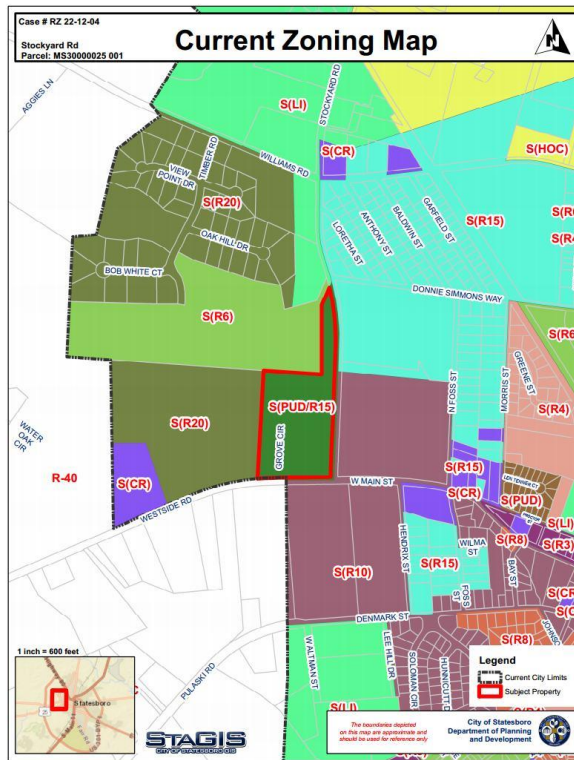 Case # RZ 22-12-04
Stockyard Rd
Parcel: MS30000025 001
Current Zoning Map
N
AGGIES LN
STOCKYARD RD
S(LI)
S(CR)
S(HOC)
WILLIAMS RD
TIMBER RD
VIEW
POINT DR
S(R20)
GARFIELD ST
BALDWIN ST
ANTHONY ST
LORETHA ST
S(R15)
OAK HILL DR
BOB WHITE CT
DONNIE SIMMONS WAY
S(R6)
GREENE ST
MORRIS ST
N FOSS ST
S(R4)
S(PUD/R15)
GROVE CIR
S(R20)
WATER
OAK CIR
R-40
S(CR)
S(R15)
S(CR)
W MAIN ST
S(PUD)
S(LI)
WESTSIDE RD
S(R8)
S(R3)
WILMA
ST
HENDRIX ST
S(R15)
BAY ST
S(R10)
FOSS
ST
DENMARK ST
S(R8)
W ALTMAN ST
LEE HILL DR
SOLOMAN CIR
PULASKI RD
S(LI)
1 inch = 600 feet
Statesboro
Legend
Current City Limits
Subject Property
StaGIS
CITY OF STATESBORO GIS
The boundaries depicted
on this map are approximate and
should be used for reference only
City of Statesboro
Department of Planning
and Development